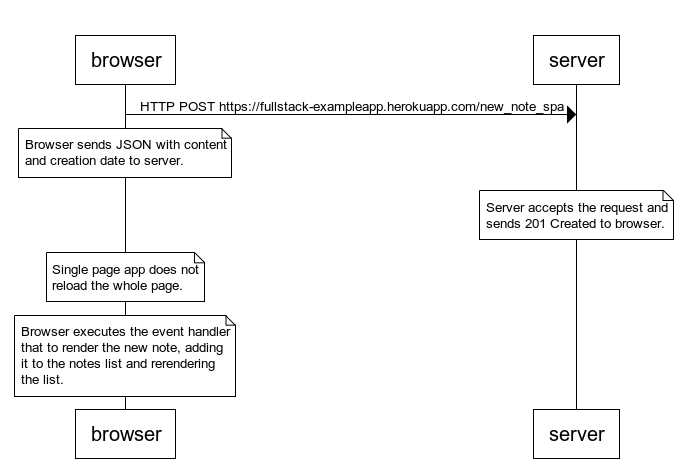 browser
server
HTTP POST https://fullstack-exampleapp.herokuapp.com/new_note_spa
Browser sends JSON with content
and creation date to server.
Server accepts the request and
sends 201 Created to browser.
Single page app does not
reload the whole page.
Browser executes the event handler
that to render the new note, adding
it to the notes list and rerendering
the list.
browser
server